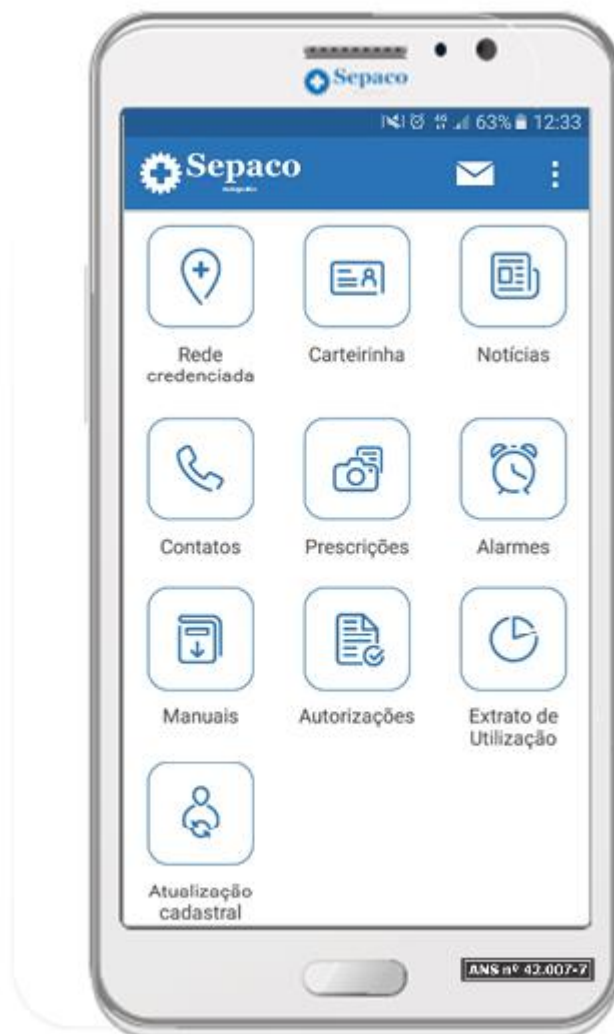 Sepaco
63% 12:33
Sepaco
Rede
credenciada
Carteirinha
Notícias
Contatos
Prescrições
Alarmes
Manuais
Autorizações
Extrato de
Utilização
Atualização
cadastral
ANS nº 42.007-7